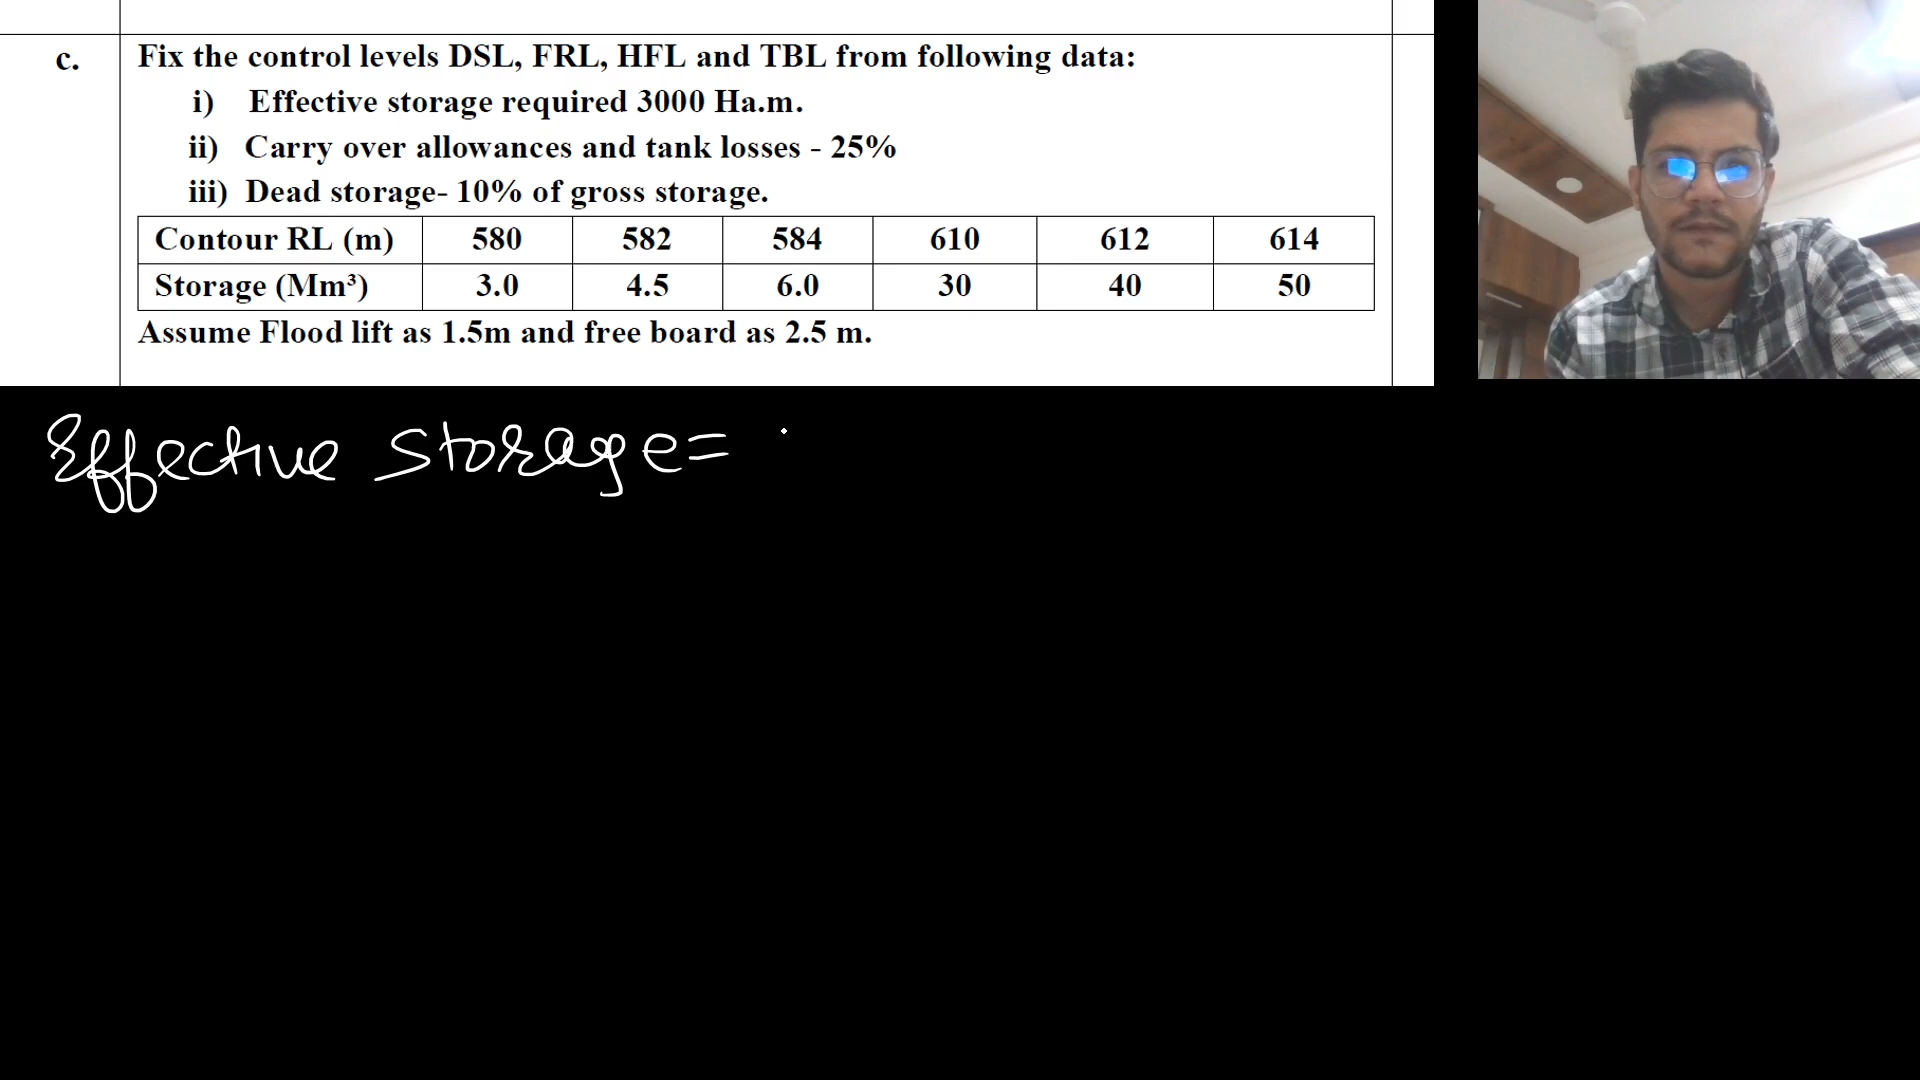 c. Fix the control levels DSL, FRL, HFL and TBL from following data:
i) Effective storage required 3000 Ha.m.
ii) Carry over allowances and tank losses - 25%
iii) Dead storage- 10% of gross storage.
Contour RL (m) 580 582 584 610 612 614
Storage (Mm³) 3.0 4.5 6.0 30 40 50
Assume Flood lift as 1.5m and free board as 2.5 m.
Effective storage=